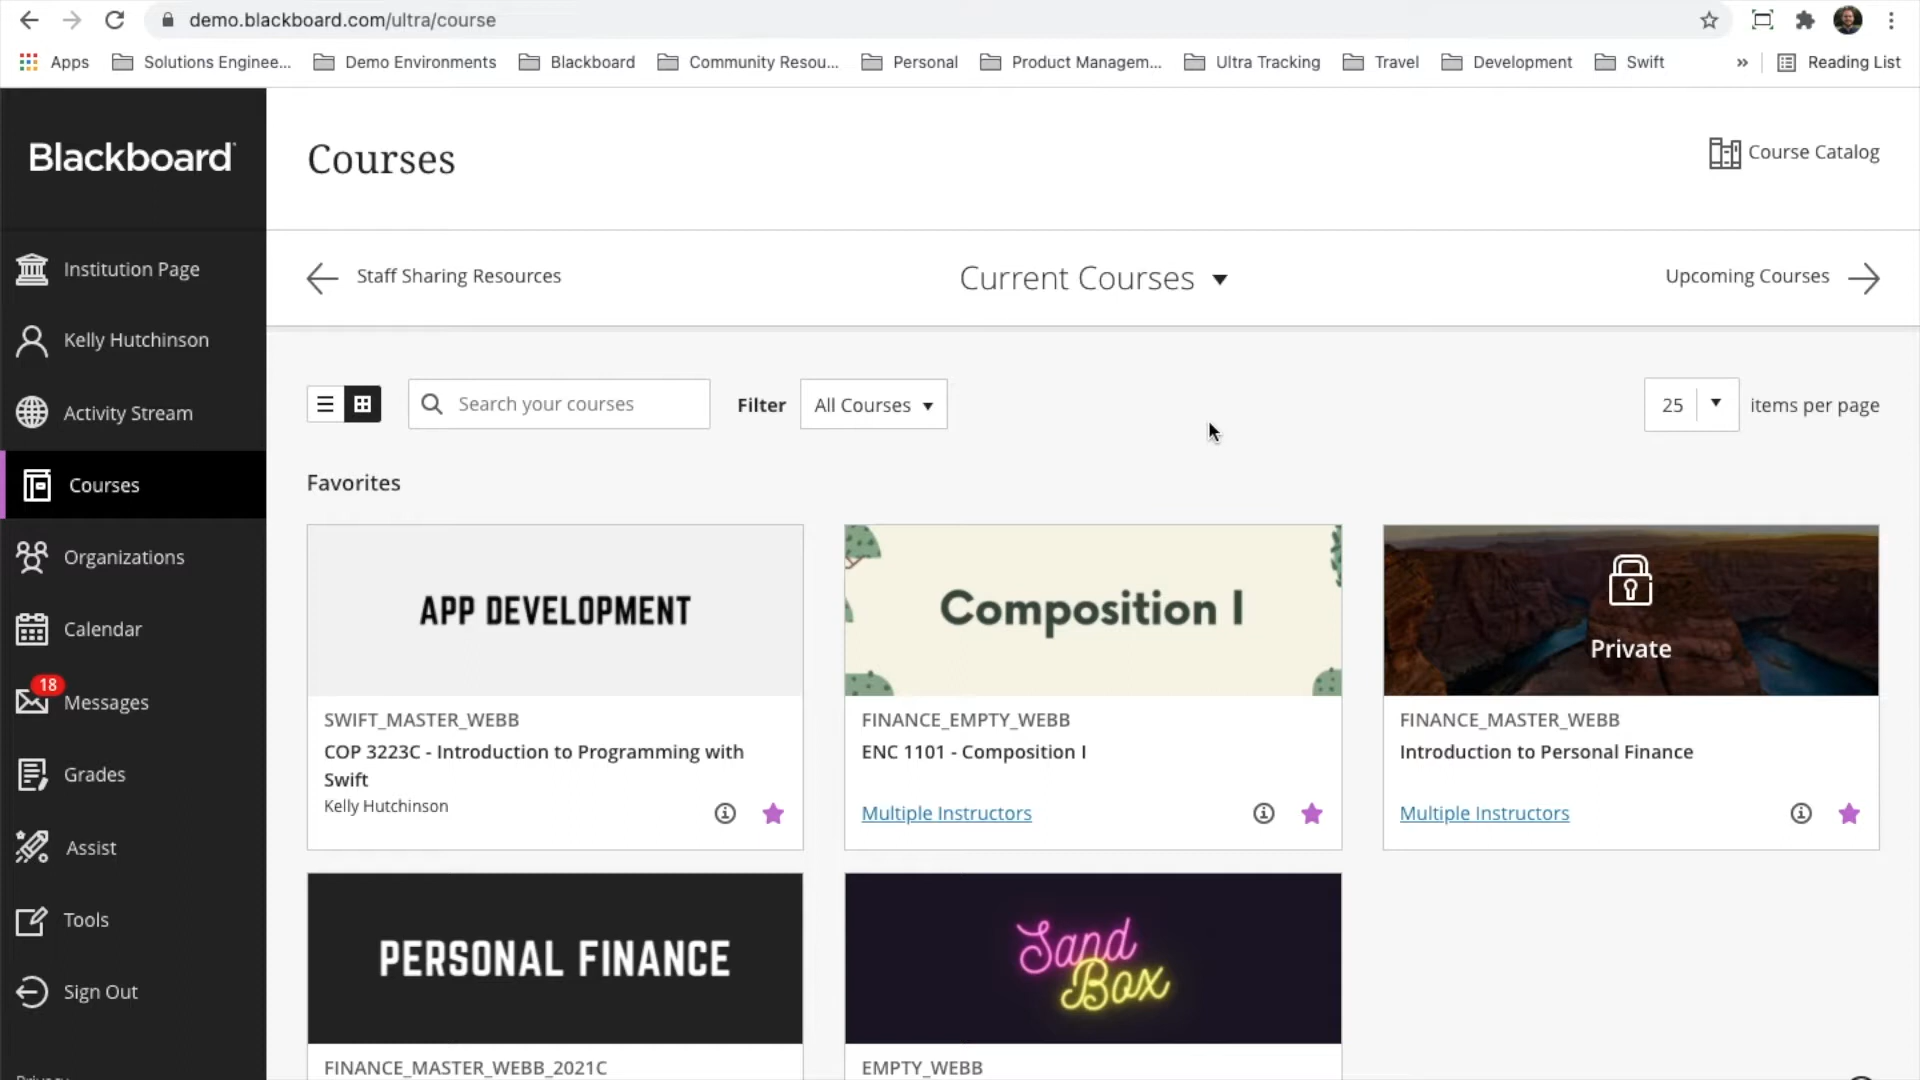 demo.blackboard.com/ultra/course
Apps
Solutions Enginee...
Demo Environments
Blackboard
Community Resou...
Personal
Product Managem...
Ultra Tracking
Travel
Development
Swift
»
Reading List
Blackboard
Courses
Course Catalog
Institution Page
Kelly Hutchinson
Activity Stream
Courses
Organizations
Calendar
18
Messages
Grades
Assist
Tools
Sign Out
Staff Sharing Resources
Current Courses
Upcoming Courses
Search your courses
Filter
All Courses
25
items per page
Favorites
APP DEVELOPMENT
SWIFT_MASTER_WEBB
COP 3223C - Introduction to Programming with
Swift
Kelly Hutchinson
Composition I
FINANCE_EMPTY_WEBB
ENC 1101 - Composition I
Multiple Instructors
Private
FINANCE_MASTER_WEBB
Introduction to Personal Finance
Multiple Instructors
PERSONAL FINANCE
FINANCE_MASTER_WEBB_2021C
Sand
Box
EMPTY_WEBB